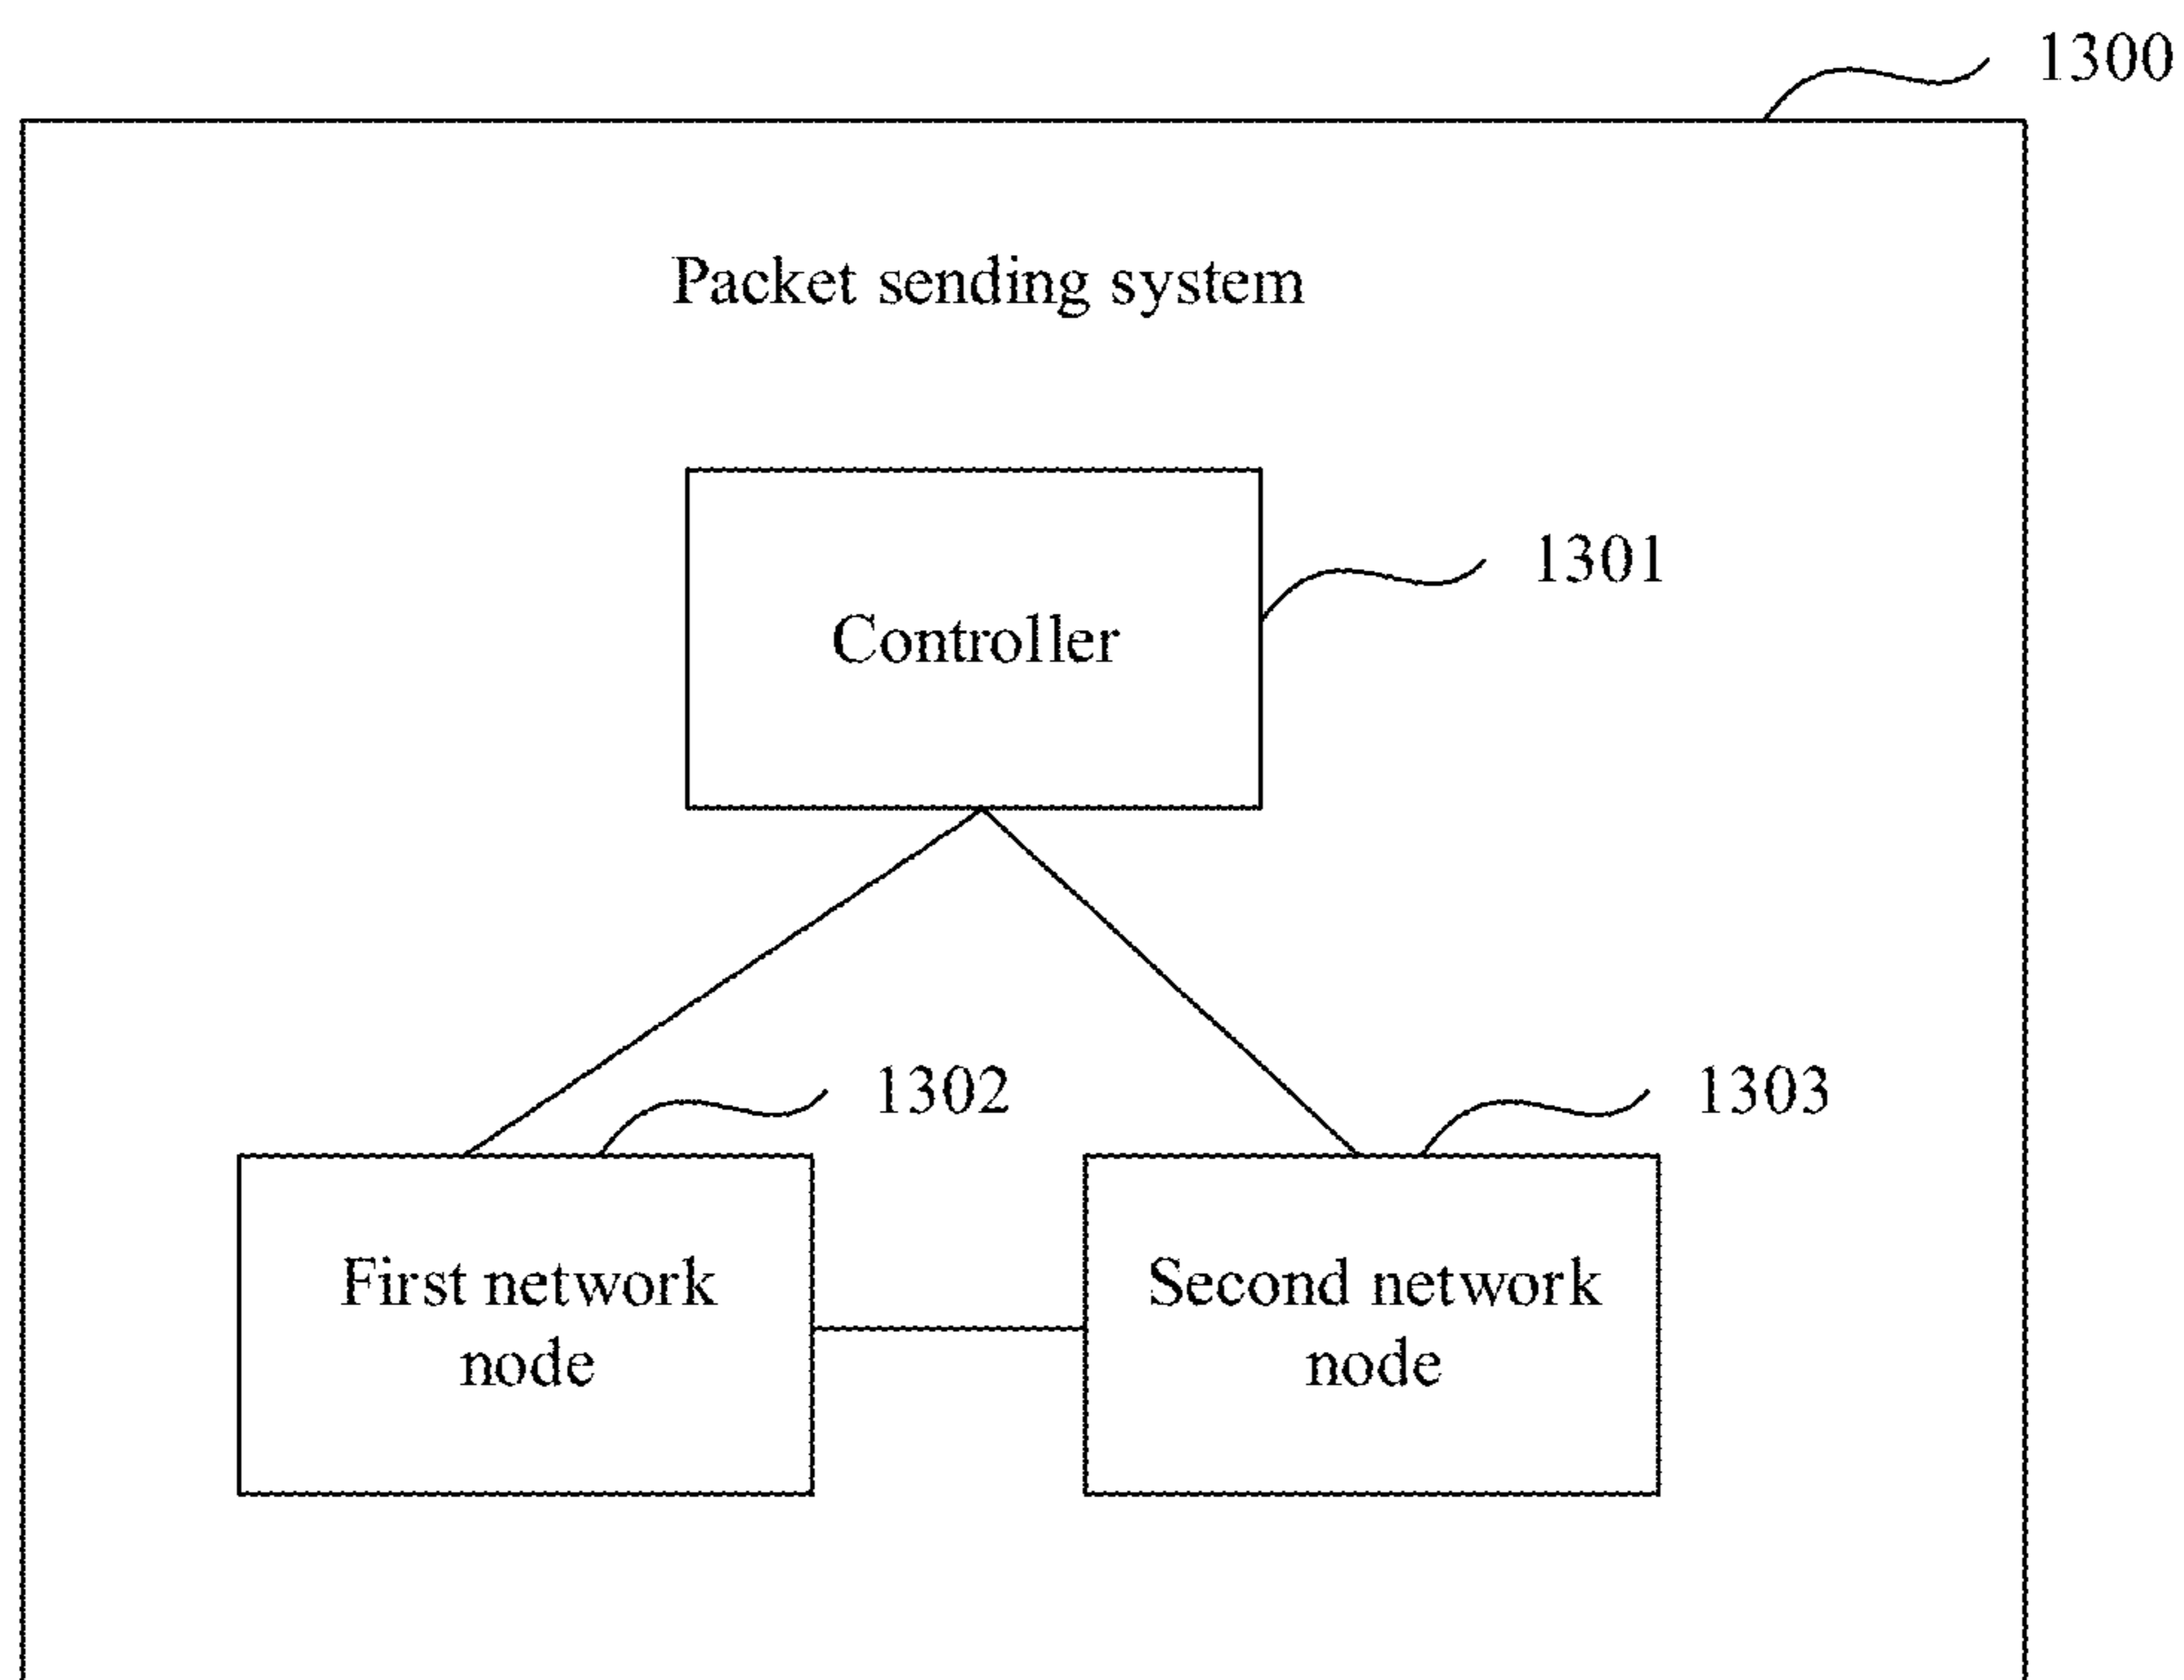 1300
Packet sending system
1301
Controller
1302
1303
First network
node
Second network
node